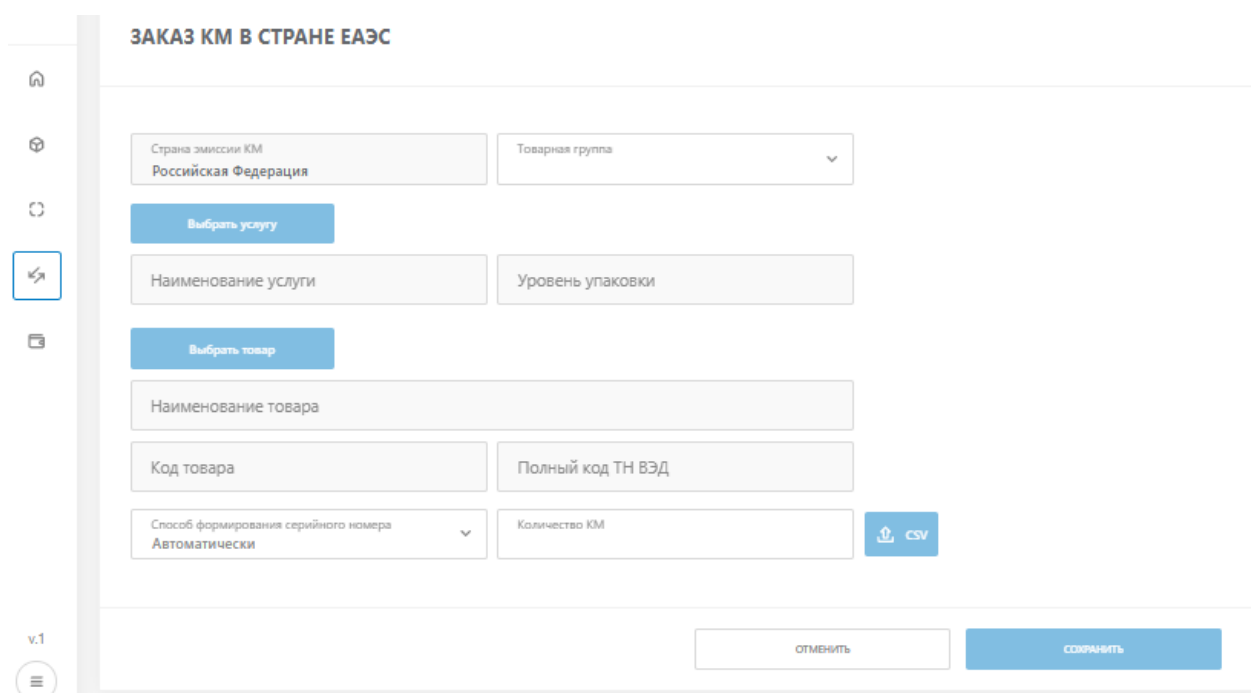 ЗАКАЗ КМ В СТРАНЕ ЕАЭС
Страна эмиссии КМ
Российская Федерация
Товарная группа
Выбрать услугу
Наименование услуги
Уровень упаковки
Выбрать товар
Наименование товара
Код товара
Полный код ТН ВЭД
Способ формирования серийного номера
Автоматически
Количество КМ
CSV
v.1
ОТМЕНИТЬ
СОХРАНИТЬ